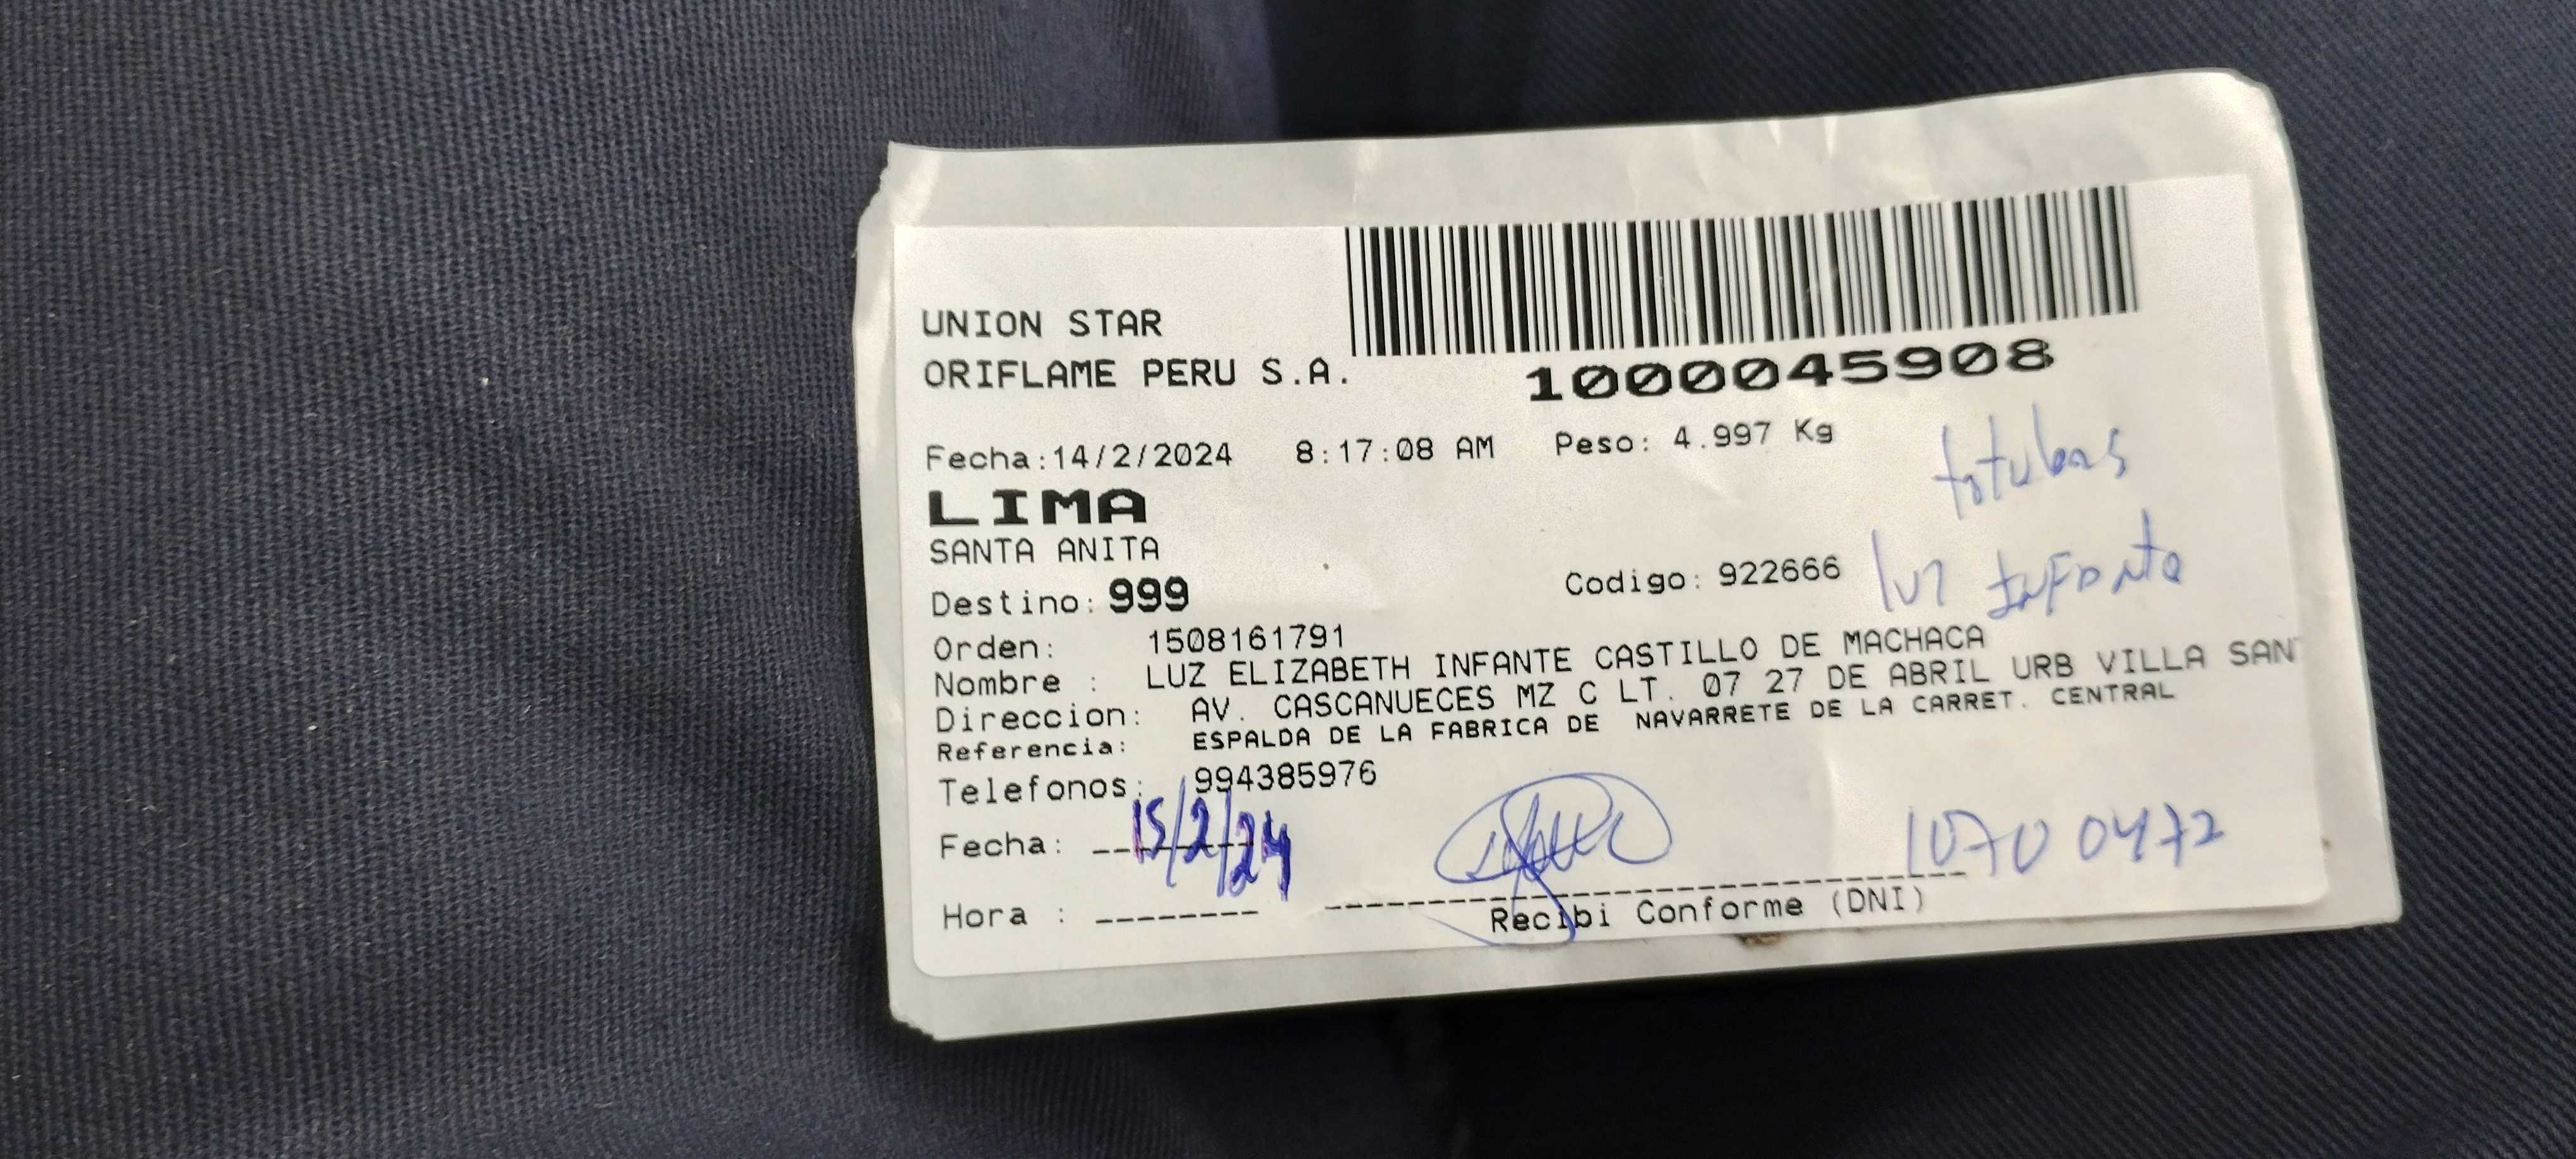 UNION STAR
ORIFLAME PERU S.A.
1000045908
Fecha:14/2/2024 8:17:08 AM Peso: 4.997 Kg
LIMA
SANTA ANITA
Destino: 999 Codigo: 922666
luz Infante
Orden: 1508161791
Nombre : LUZ ELIZABETH INFANTE CASTILLO DE MACHACA
Direccion: AV. CASCANUECES MZ C LT. 07 27 DE ABRIL URB VILLA SAN
Referencia: ESPALDA DE LA FABRICA DE NAVARRETE DE LA CARRET. CENTRAL
Telefonos: 994385976
Fecha: 15/2/24
10700472
Hora : --------
Recibi Conforme (DNI)